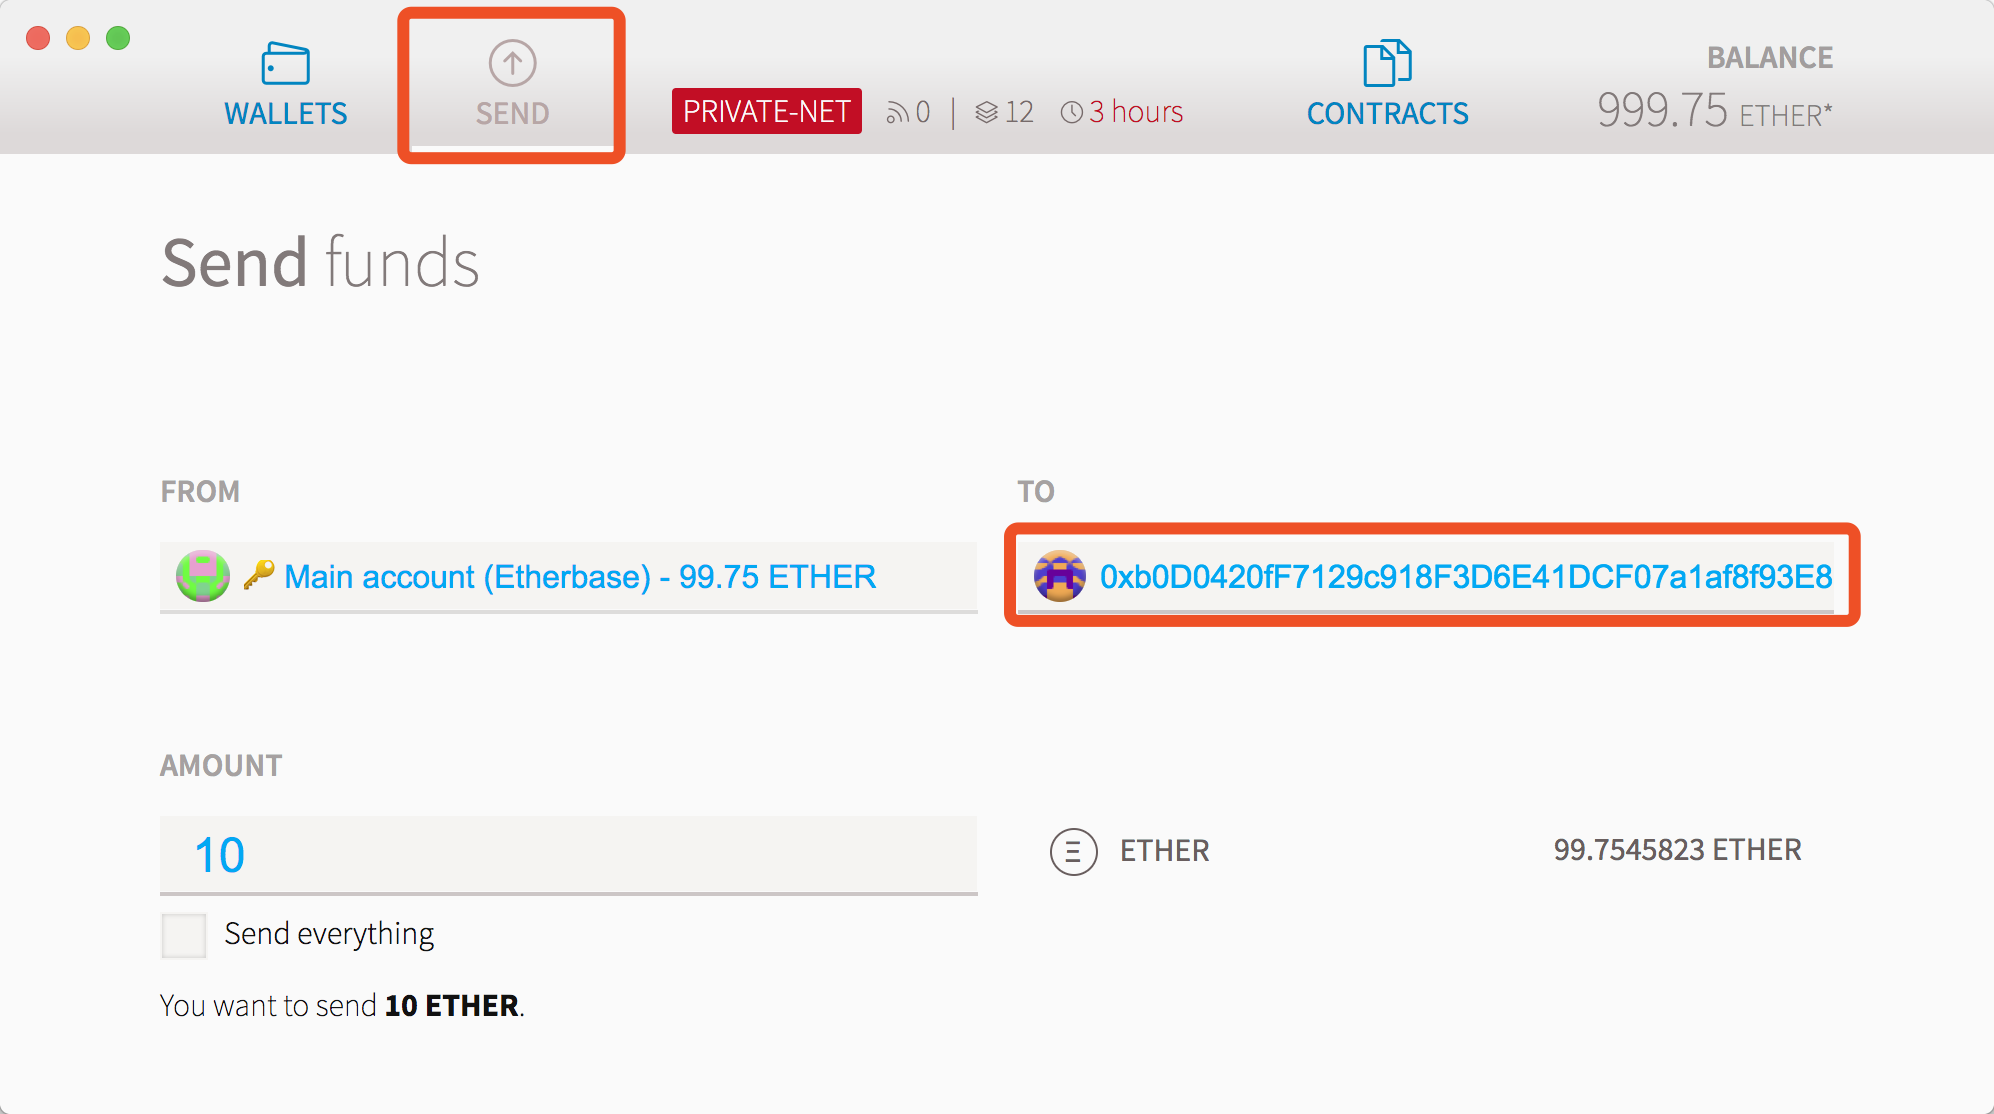 WALLETS
SEND
PRIVATE-NET 0 | 12 3 hours
CONTRACTS
BALANCE
999.75 ETHER*
Send funds
FROM
TO
Main account (Etherbase) - 99.75 ETHER
0xb0D0420fF7129c918F3D6E41DCF07a1af8f93E8
AMOUNT
10
Ξ ETHER
99.7545823 ETHER
Send everything
You want to send 10 ETHER.